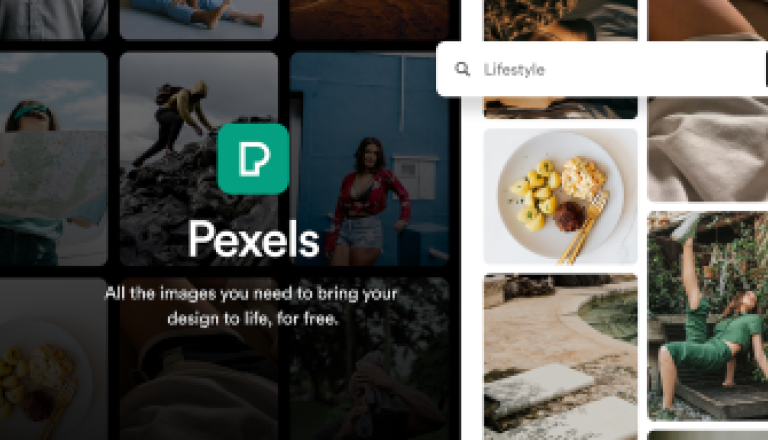 Lifestyle
Pexels
All the images you need to bring your
design to life, for free.